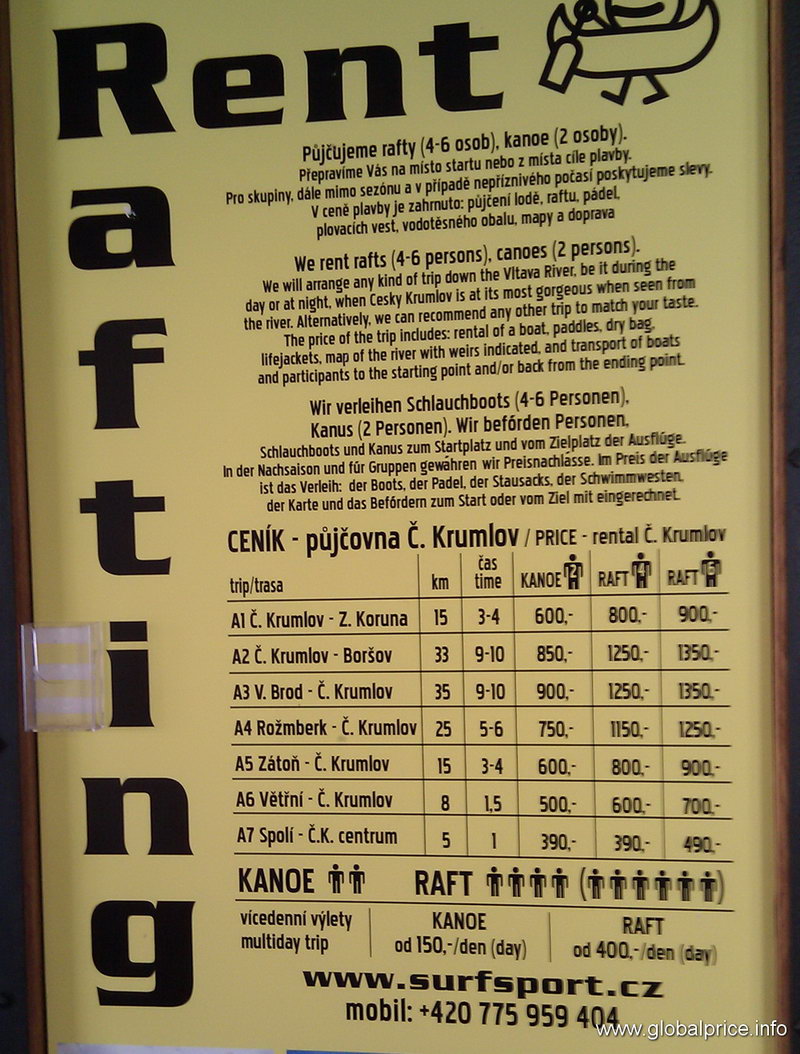 Rent
Rafting
Půjčujeme rafty (4-6 osob), kanoe (2 osoby).
Přepravíme Vás na místo startu nebo z místa cíle plavby.
Pro skupiny, dále mimo sezónu a v případě nepříznivého počasí poskytujeme slevy.
V ceně plavby je zahrnuto: půjčení lodě, raftu, pádel,
plovacích vest, vodotěsného obalu, mapy a doprava
We rent rafts (4-6 persons), canoes (2 persons).
We will arrange any kind of trip down the Vltava River, be it during the
day or at night, when Cesky Krumlov is at its most gorgeous when seen from
the river. Alternatively, we can recommend any other trip to match your taste.
The price of the trip includes: rental of a boat, paddles, dry bag,
lifejackets, map of the river with weirs indicated, and transport of boats
and participants to the starting point and/or back from the ending point.
Wir verleihen Schlauchboots (4-6 Personen),
Kanus (2 Personen). Wir befórden Personen,
Schlauchboots und Kanus zum Startplatz und vom Zielplatz der Ausflüge.
In der Nachsaison und für Gruppen gewähren wir Preisnachlässe. Im Preis der Ausflüge
ist das Verleih: der Boots, der Padel, der Stausacks, der Schwimmwesten,
der Karte und das Befördern zum Start oder vom Ziel mit eingerechnet.
CENÍK - půjčovna Č. Krumlov / PRICE - rental Č. Krumlov
trip/trasa km čas time KANOE 2 RAFT 4 RAFT 6
A1 Č. Krumlov - Z. Koruna 15 3-4 600,- 800,- 900,-
A2 Č. Krumlov - Boršov 33 9-10 850,- 1250,- 1350,-
A3 V. Brod - Č. Krumlov 35 9-10 900,- 1250,- 1350,-
A4 Rožmberk - Č. Krumlov 25 5-6 750,- 1150,- 1250,-
A5 Zátoň - Č. Krumlov 15 3-4 600,- 800,- 900,-
A6 Větřní - Č. Krumlov 8 1,5 500,- 600,- 700,-
A7 Spolí - Č.K. centrum 5 1 390,- 390,- 490,-
KANOE RAFT ( )
vícedenní výlety KANOE RAFT
multiday trip od 150,-/den (day) od 400,-/den (day)
www.surfsport.cz
mobil: +420 775 959 404
www.globalprice.info